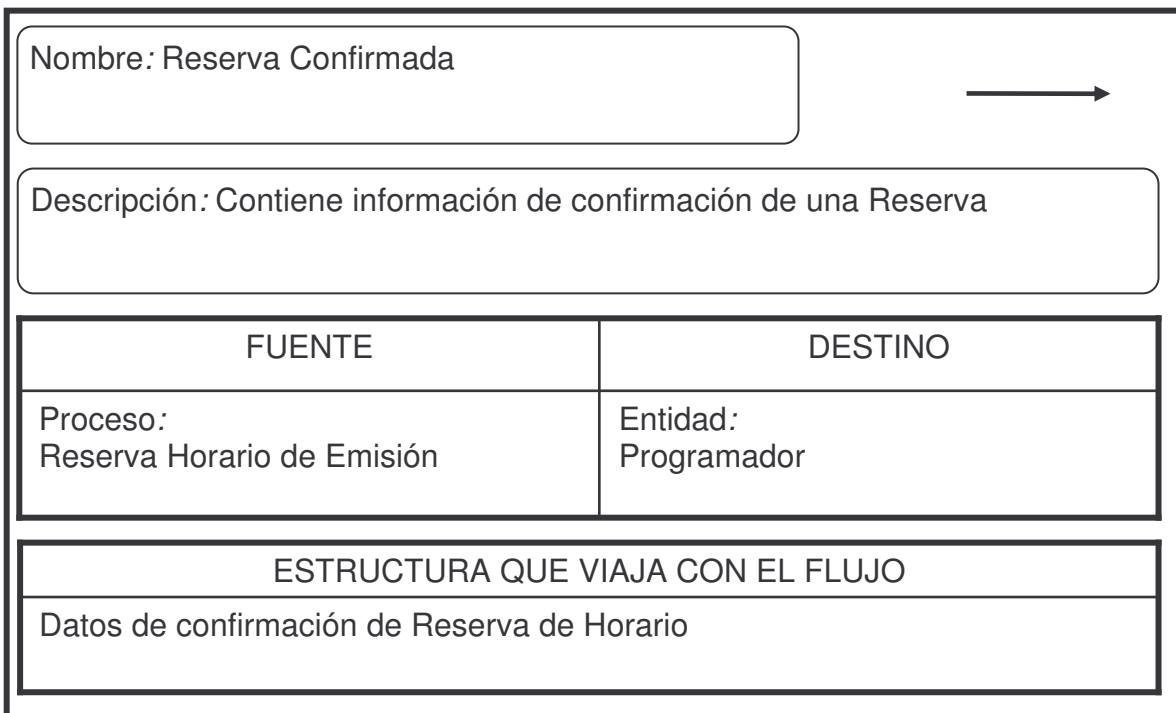 Nombre: Reserva Confirmada
Descripción: Contiene información de confirmación de una Reserva
FUENTE
DESTINO
Proceso:
Reserva Horario de Emisión
Entidad:
Programador
ESTRUCTURA QUE VIAJA CON EL FLUJO
Datos de confirmación de Reserva de Horario